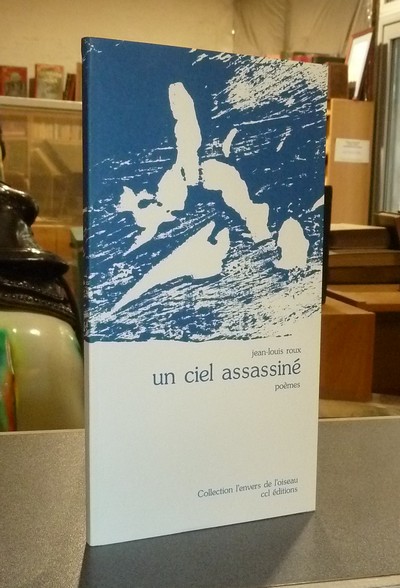 jean-louis roux
un ciel assassiné
poèmes
Collection l'envers de l'oiseau
ccl éditions